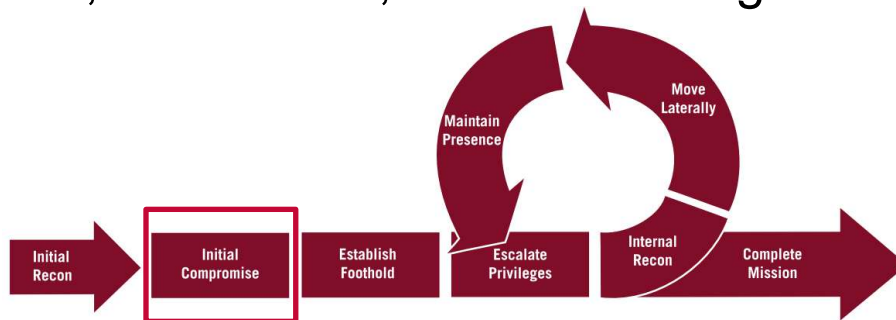 Maintain
Presence
Move
Laterally
Initial
Recon
Initial
Compromise
Establish
Foothold
Escalate
Privileges
Internal
Recon
Complete
Mission